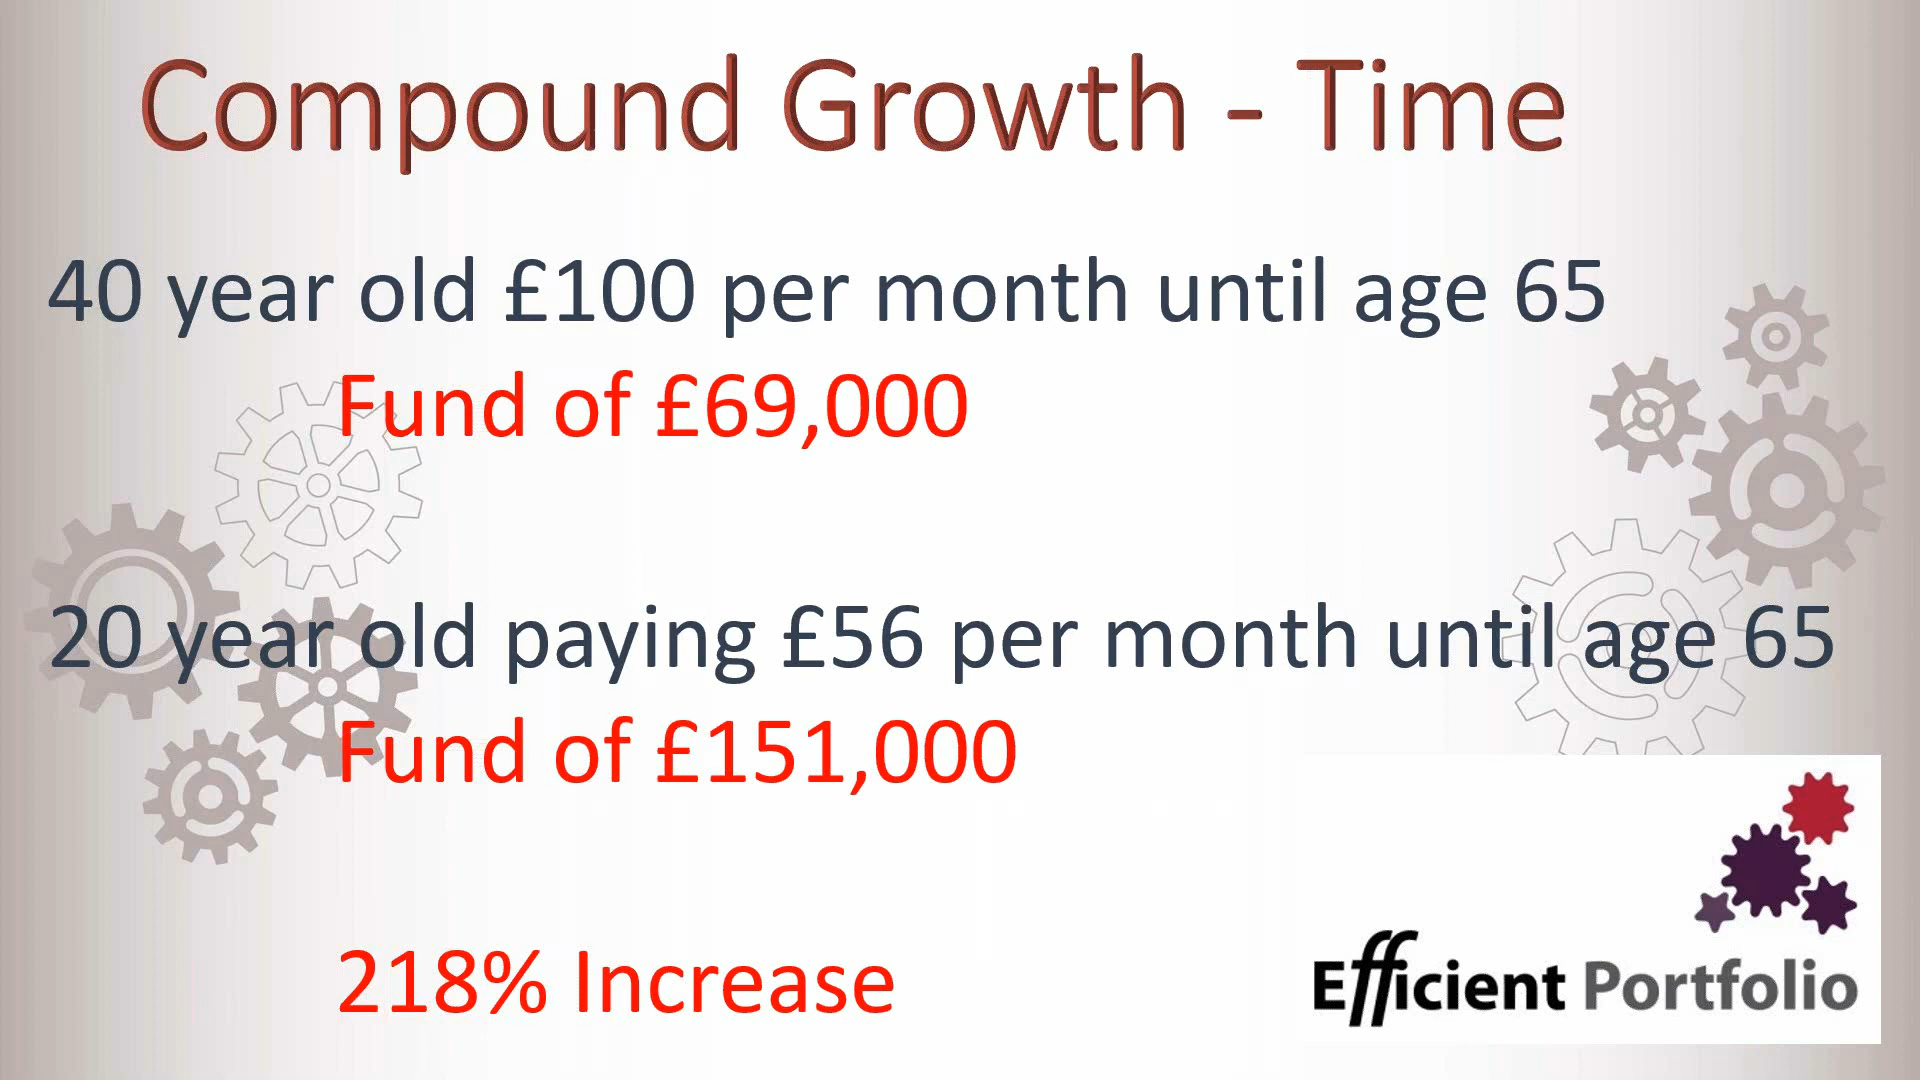 Compound Growth - Time
40 year old £100 per month until age 65
Fund of £69,000
20 year old paying £56 per month until age 65
Fund of £151,000
218% Increase
Efficient Portfolio